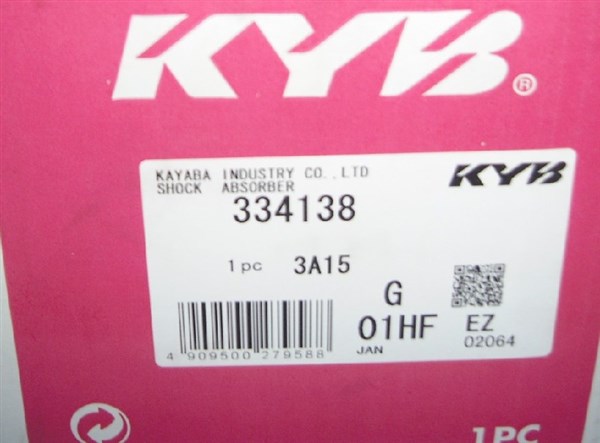 KYB®
KAYABA INDUSTRY CO.,LTD
SHOCK ABSORBER
KYB
334138
1pc 3A15
G
01HF EZ
JAN 02064
4 909500 279588
1PC